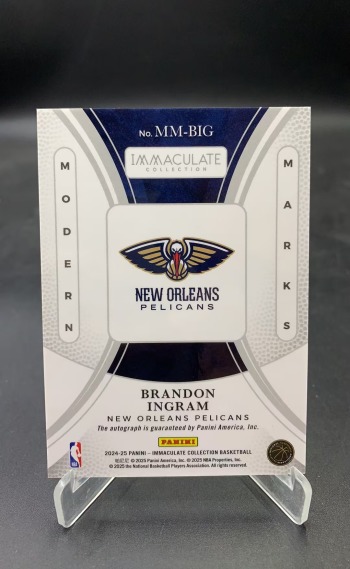 No. MM-BIG
IMMACULATE
COLLECTION
MODERN
MARKS
NEW ORLEANS
PELICANS
BRANDON
INGRAM
NEW ORLEANS PELICANS
The autograph is guaranteed by Panini America, Inc.
PANINI
2024-25 PANINI – IMMACULATE COLLECTION BASKETBALL
© 2025 Panini America, Inc. © 2025 NBA Properties, Inc.
© 2025 the National Basketball Players Association. All rights reserved.